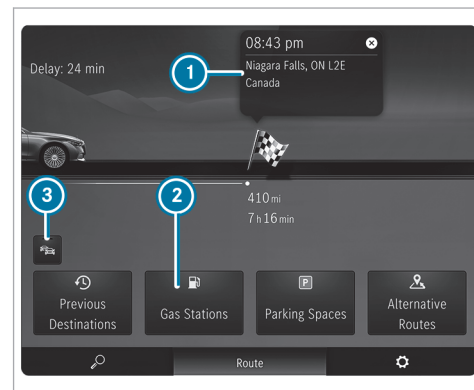 08:43 pm
Delay: 24 min
1
Niagara Falls, ON L2E
Canada
3
2
410 mi
7 h 16 min
P
Previous
Destinations
Gas Stations
Parking Spaces
Alternative
Routes
Route